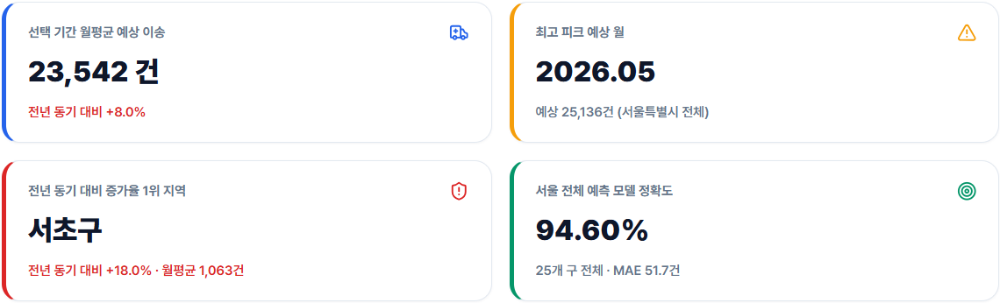 선택 기간 월평균 예상 이송
23,542 건
전년 동기 대비 +8.0%
최고 피크 예상 월
2026.05
예상 25,136건 (서울특별시 전체)
전년 동기 대비 증가율 1위 지역
서초구
전년 동기 대비 +18.0% · 월평균 1,063건
서울 전체 예측 모델 정확도
94.60%
25개 구 전체 · MAE 51.7건